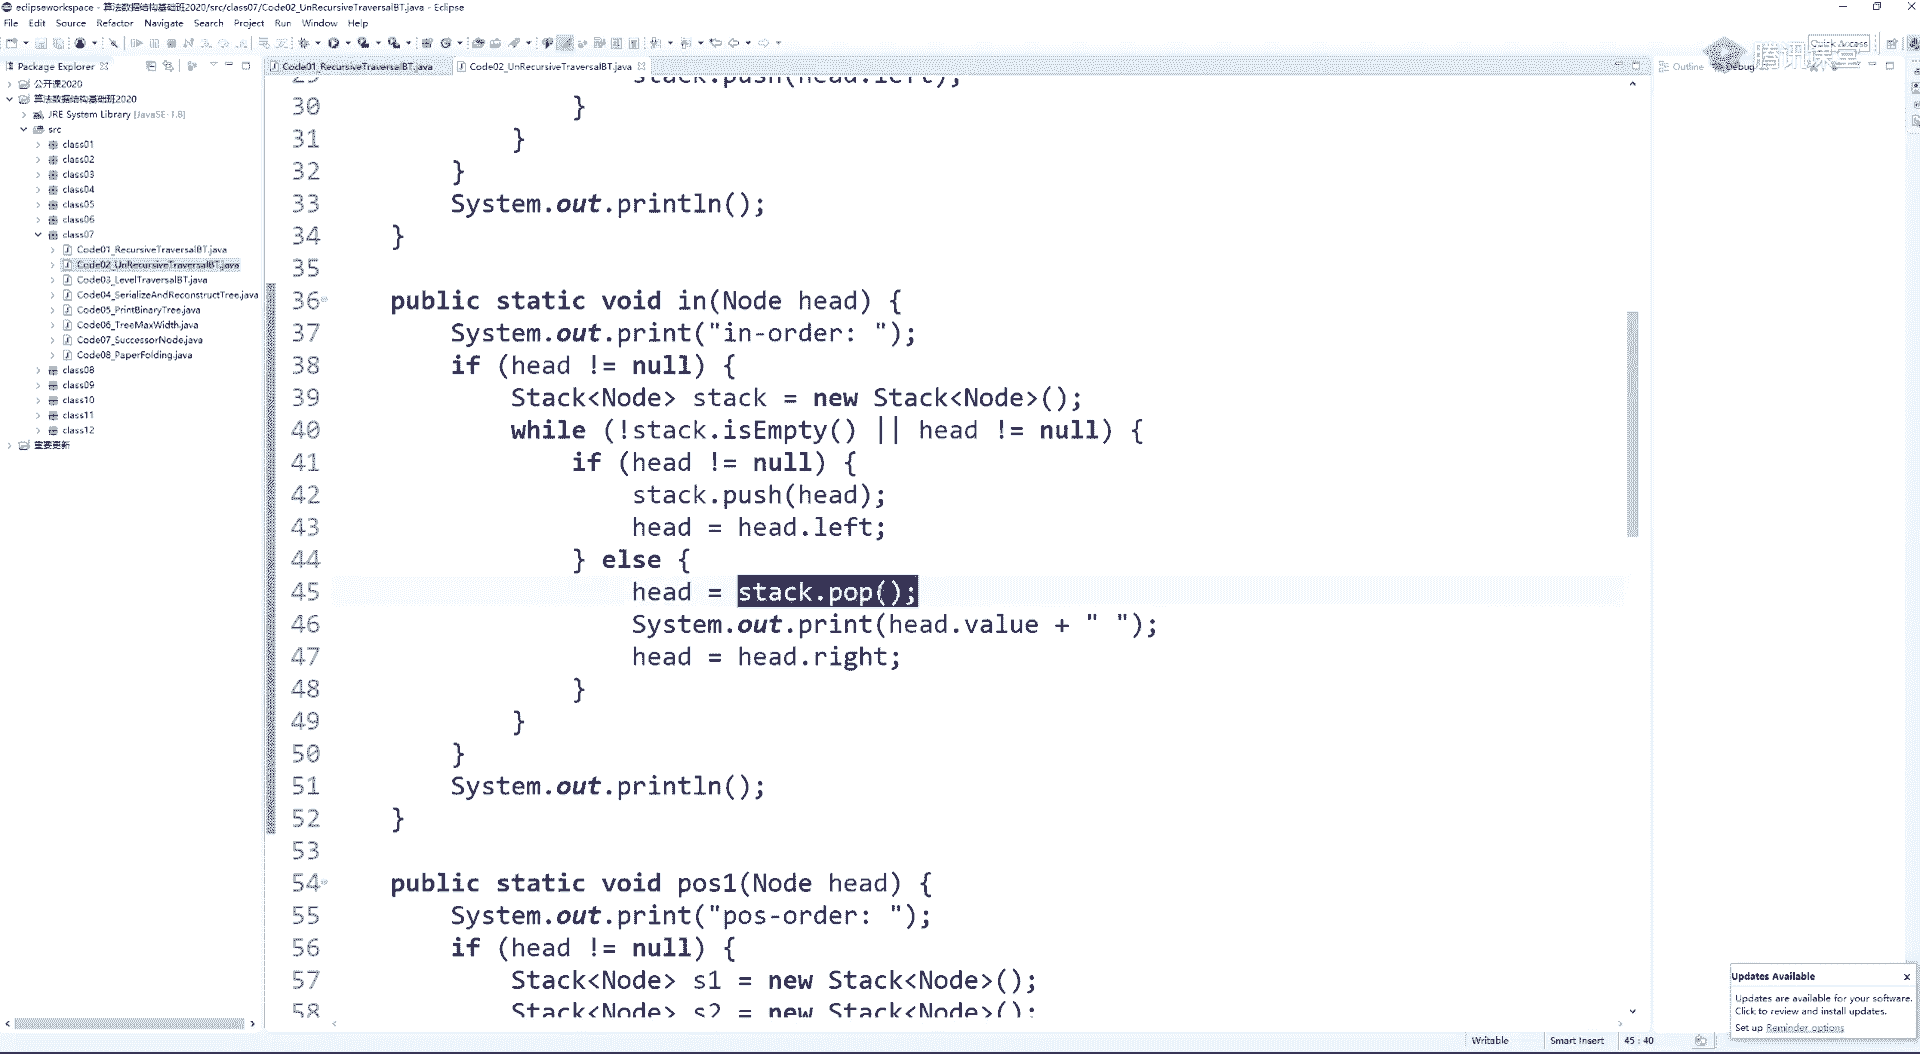 eclipseworkspace - 算法数据结构基础班2020/src/class07/Code02_UnRecursiveTraversalBT.java - Eclipse
File Edit Source Refactor Navigate Search Project Run Window Help
Quick Access
腾讯课堂
Package Explorer
Code01_RecursiveTraversalBT.java
Code02_UnRecursiveTraversalBT.java
Outline
Debug
公开课2020
算法数据结构基础班2020
JRE System Library [JavaSE-1.8]
src
class01
class02
class03
class04
class05
class06
class07
Code01_RecursiveTraversalBT.java
Code02_UnRecursiveTraversalBT.java
Code03_LevelTraversalBT.java
Code04_SerializeAndReconstructTree.java
Code05_PrintBinaryTree.java
Code06_TreeMaxWidth.java
Code07_SuccessorNode.java
Code08_PaperFolding.java
class08
class09
class10
class11
class12
重要更新
29 stack.push(head.left);
30 }
31 }
32 }
33 System.out.println();
34 }
35
36 public static void in(Node head) {
37 System.out.print("in-order: ");
38 if (head != null) {
39 Stack<Node> stack = new Stack<Node>();
40 while (!stack.isEmpty() || head != null) {
41 if (head != null) {
42 stack.push(head);
43 head = head.left;
44 } else {
45 head = stack.pop();
46 System.out.print(head.value + " ");
47 head = head.right;
48 }
49 }
50 }
51 System.out.println();
52 }
53
54 public static void pos1(Node head) {
55 System.out.print("pos-order: ");
56 if (head != null) {
57 Stack<Node> s1 = new Stack<Node>();
58 Stack<Node> s2 = new Stack<Node>();
Updates Available
Updates are available for your software.
Click to review and install updates.
Set up Reminder options
Writable
Smart Insert
45 : 40